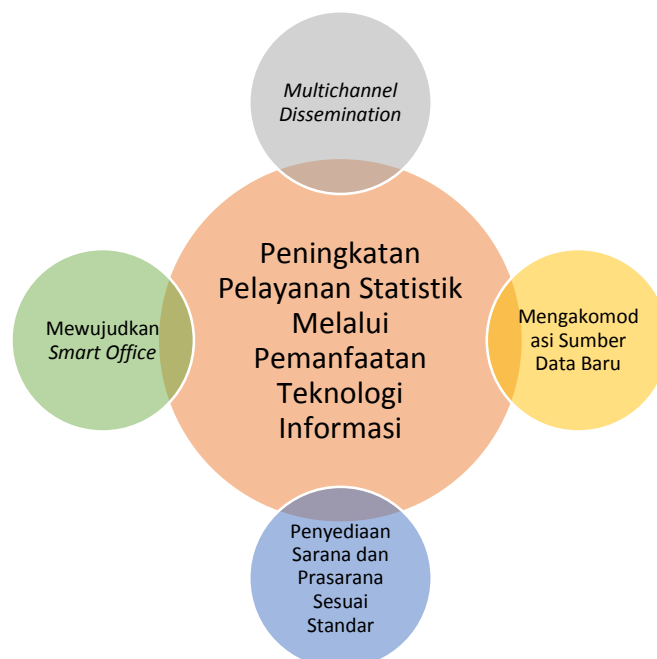 Multichannel
Dissemination
Peningkatan
Pelayanan Statistik
Melalui
Pemanfaatan
Teknologi
Informasi
Mewujudkan
Smart Office
Mengakomod
asi Sumber
Data Baru
Penyediaan
Sarana dan
Prasarana
Sesuai
Standar